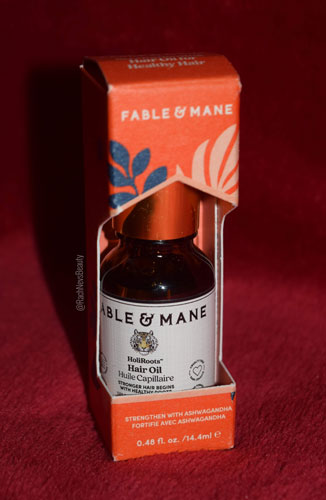 Hair Oil for
Healthy Hair
FABLE & MANE
@RachNewxBeauty
ABLE & MANE
HoliRoots™
Hair Oil
Huile Capillaire
STRONGER HAIR BEGINS
WITH HEALTHY ROOTS
STRENGTHEN WITH ASHWAGANDHA
FORTIFIE AVEC ASHWAGANDHA
0.48 fl. oz. /14.4ml ℮